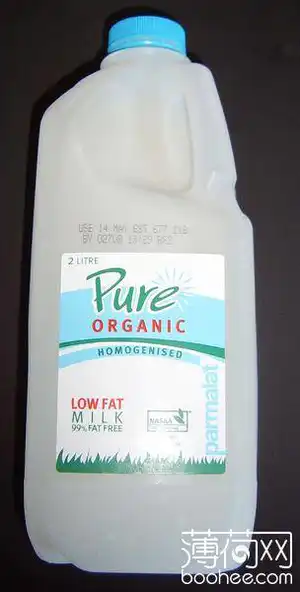 USE 14 MAY
BY
2 LITRE
Pure
ORGANIC
HOMOGENISED
LOW FAT
MILK
99% FAT FREE
NASAA
parmalat
薄荷网
boohee.com